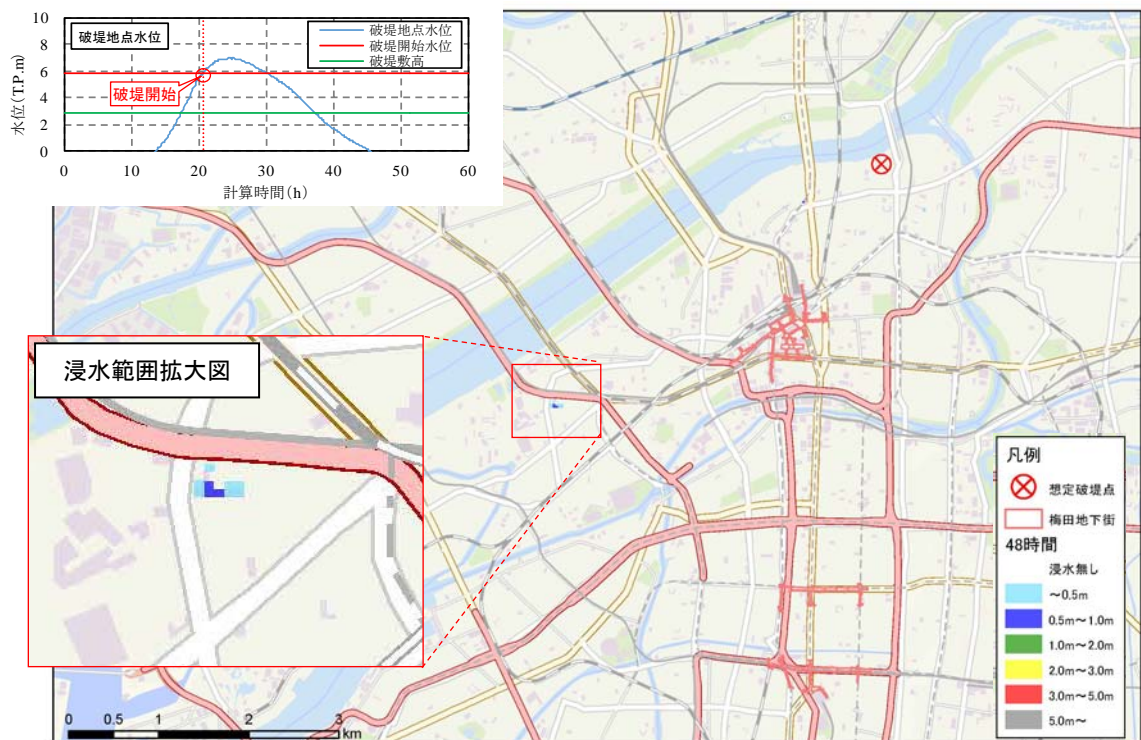 破堤地点水位
破堤地点水位
破堤開始水位
破堤敷高
破堤開始
水位(T.P.m)
10
8
6
4
2
0
0 10 20 30 40 50 60
計算時間(h)
浸水範囲拡大図
凡例
想定破堤点
梅田地下街
48時間
浸水無し
～0.5m
0.5m～1.0m
1.0m～2.0m
2.0m～3.0m
3.0m～5.0m
5.0m～
0 0.5 1 2 3
km